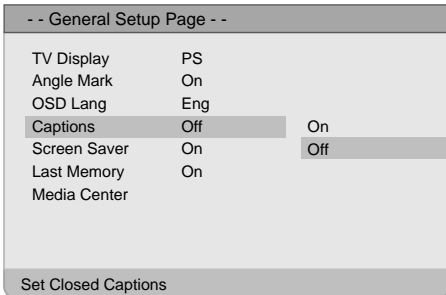 - - General Setup Page - -
TV Display PS
Angle Mark On
OSD Lang Eng
Captions Off On
Screen Saver On Off
Last Memory On
Media Center
Set Closed Captions